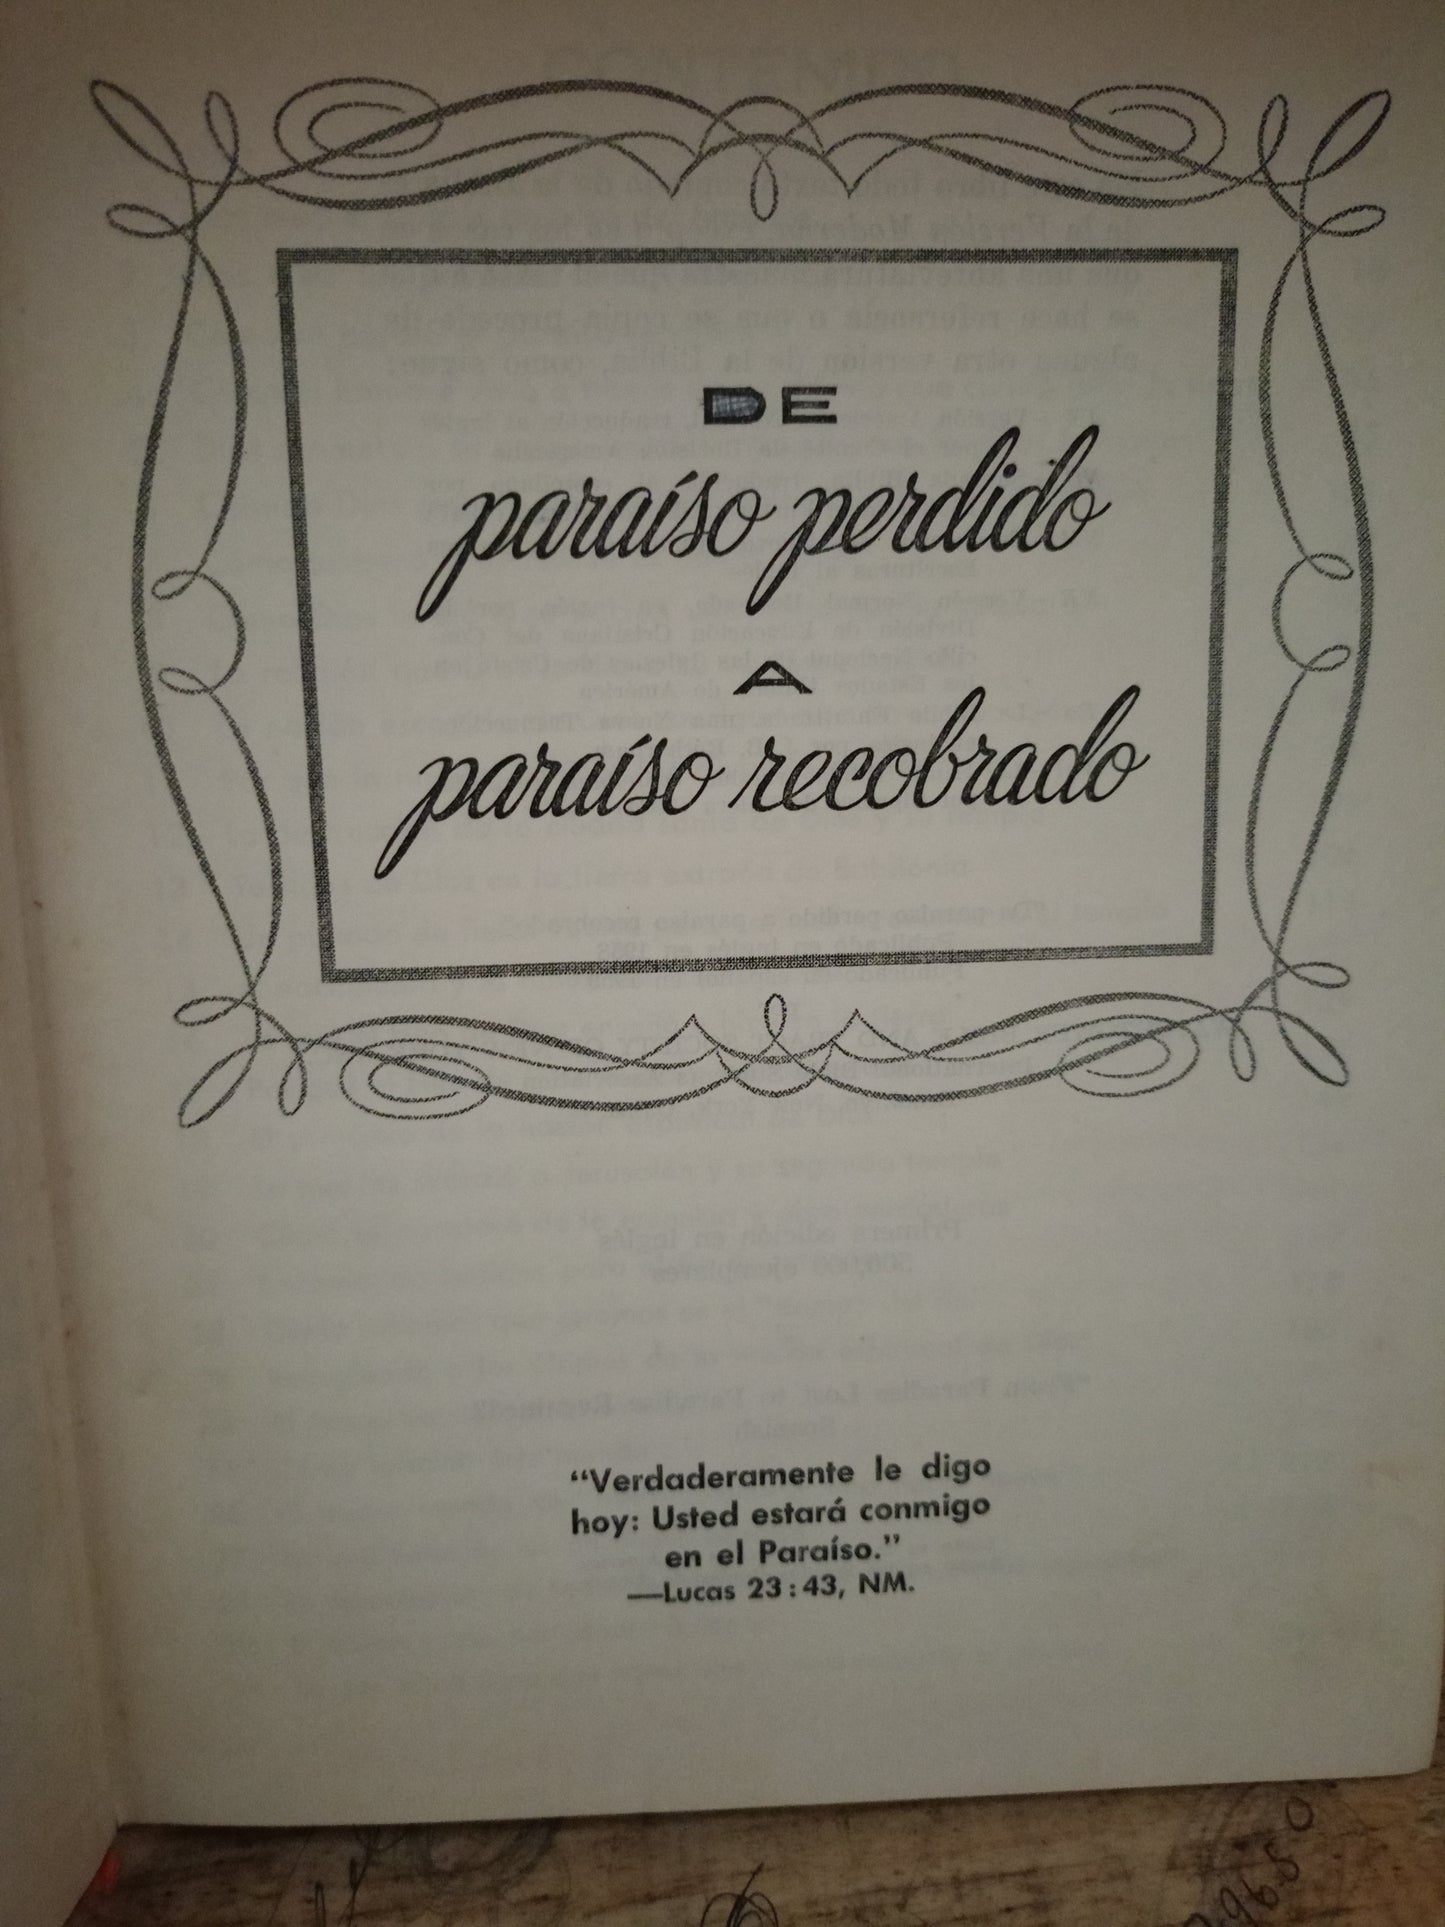 DE
paraíso perdido
A
paraíso recobrado
“Verdaderamente le digo
hoy: Usted estará conmigo
en el Paraíso.”
—Lucas 23:43, NM.